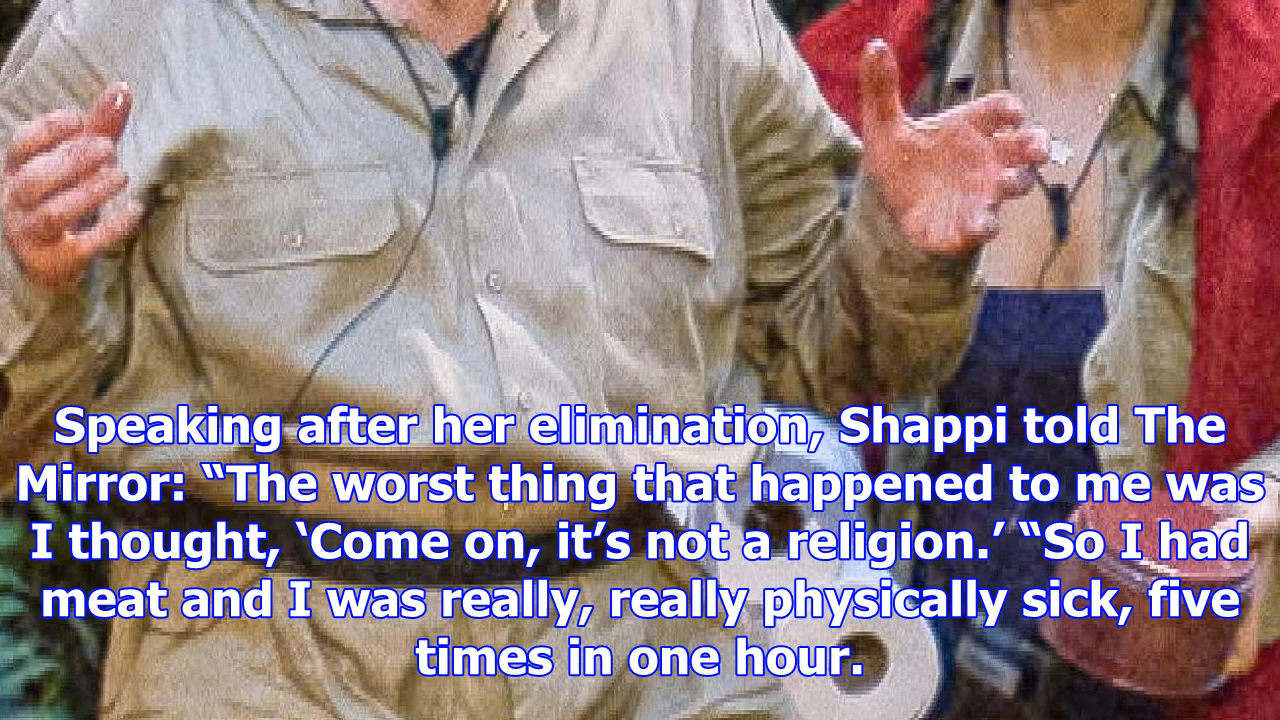 Speaking after her elimination, Shappi told The
Mirror: “The worst thing that happened to me was
I thought, ‘Come on, it’s not a religion.’ “So I had
meat and I was really, really physically sick, five
times in one hour.